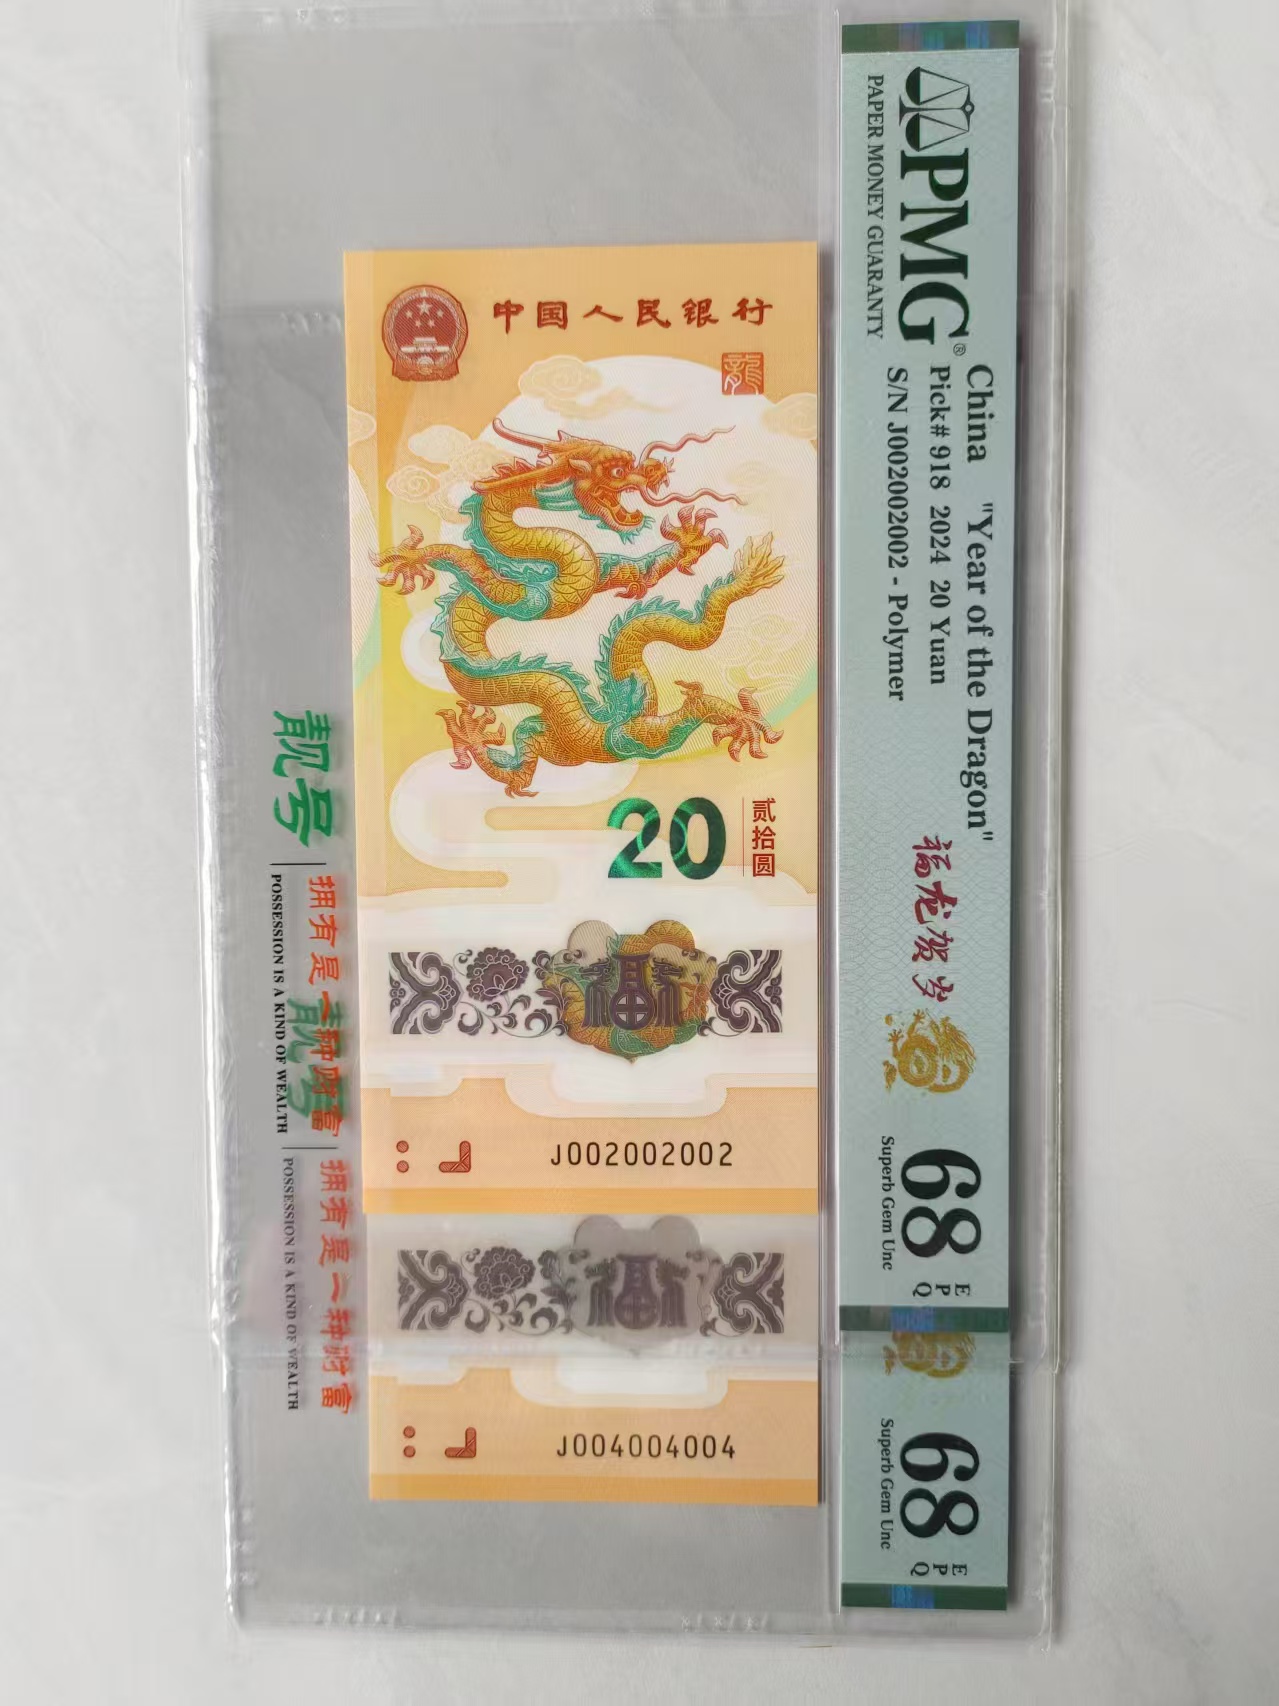 PMG®
PAPER MONEY GUARANTY
China "Year of the Dragon"
Pick# 918 2024 20 Yuan
S/N J002002002 - Polymer
福龙贺岁
68 EPQ
Superb Gem Unc
中国人民银行
龍
20
贰拾圆
福
J002002002
靓号
拥有是一种财富
POSSESSION IS A KIND OF WEALTH
68 EPQ
Superb Gem Unc
福
J004004004
靓号
拥有是一种财富
POSSESSION IS A KIND OF WEALTH